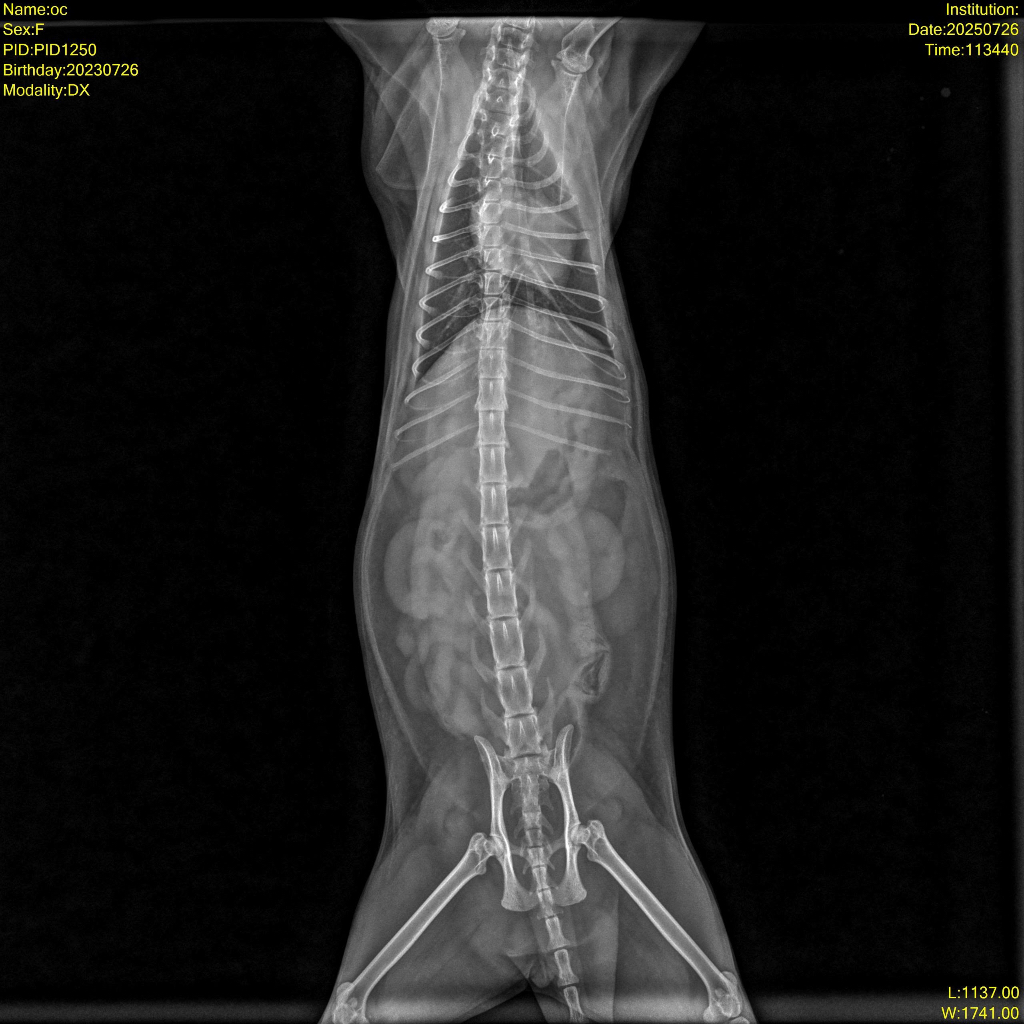 Name:oc
Sex:F
PID:PID1250
Birthday:20230726
Modality:DX
Institution:
Date:20250726
Time:113440
L:1137.00
W:1741.00